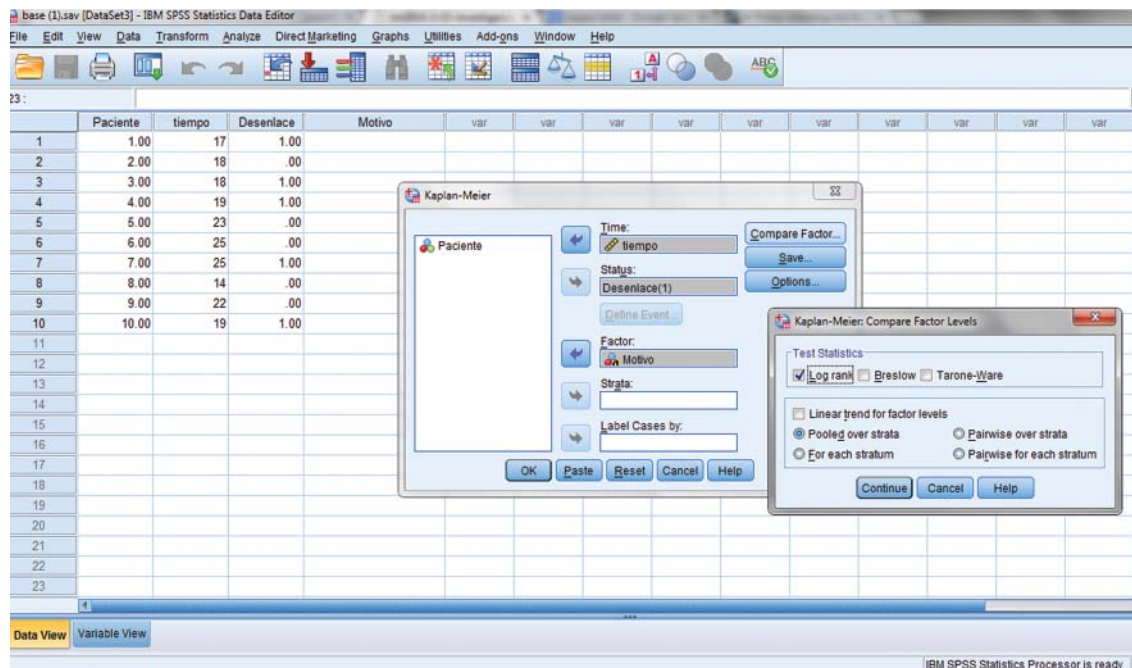 base (1).sav [DataSet3] - IBM SPSS Statistics Data Editor
File Edit View Data Transform Analyze Direct Marketing Graphs Utilities Add-ons Window Help
23 :
Paciente tiempo Desenlace Motivo var var var var var var var var var
1 1.00 17 1.00
2 2.00 18 .00
3 3.00 18 1.00
4 4.00 19 1.00
5 5.00 23 .00
6 6.00 25 .00
7 7.00 25 1.00
8 8.00 14 .00
9 9.00 22 .00
10 10.00 19 1.00
11
12
13
14
15
16
17
18
19
20
21
22
23
Kaplan-Meier
Paciente
Time:
tiempo
Status:
Desenlace(1)
Define Event...
Factor:
Motivo
Strata:
Label Cases by:
Compare Factor...
Save...
Options...
OK Paste Reset Cancel Help
Kaplan-Meier: Compare Factor Levels
Test Statistics
Log rank Breslow Tarone-Ware
Linear trend for factor levels
Pooled over strata Pairwise over strata
For each stratum Pairwise for each stratum
Continue Cancel Help
Data View Variable View
IBM SPSS Statistics Processor is ready